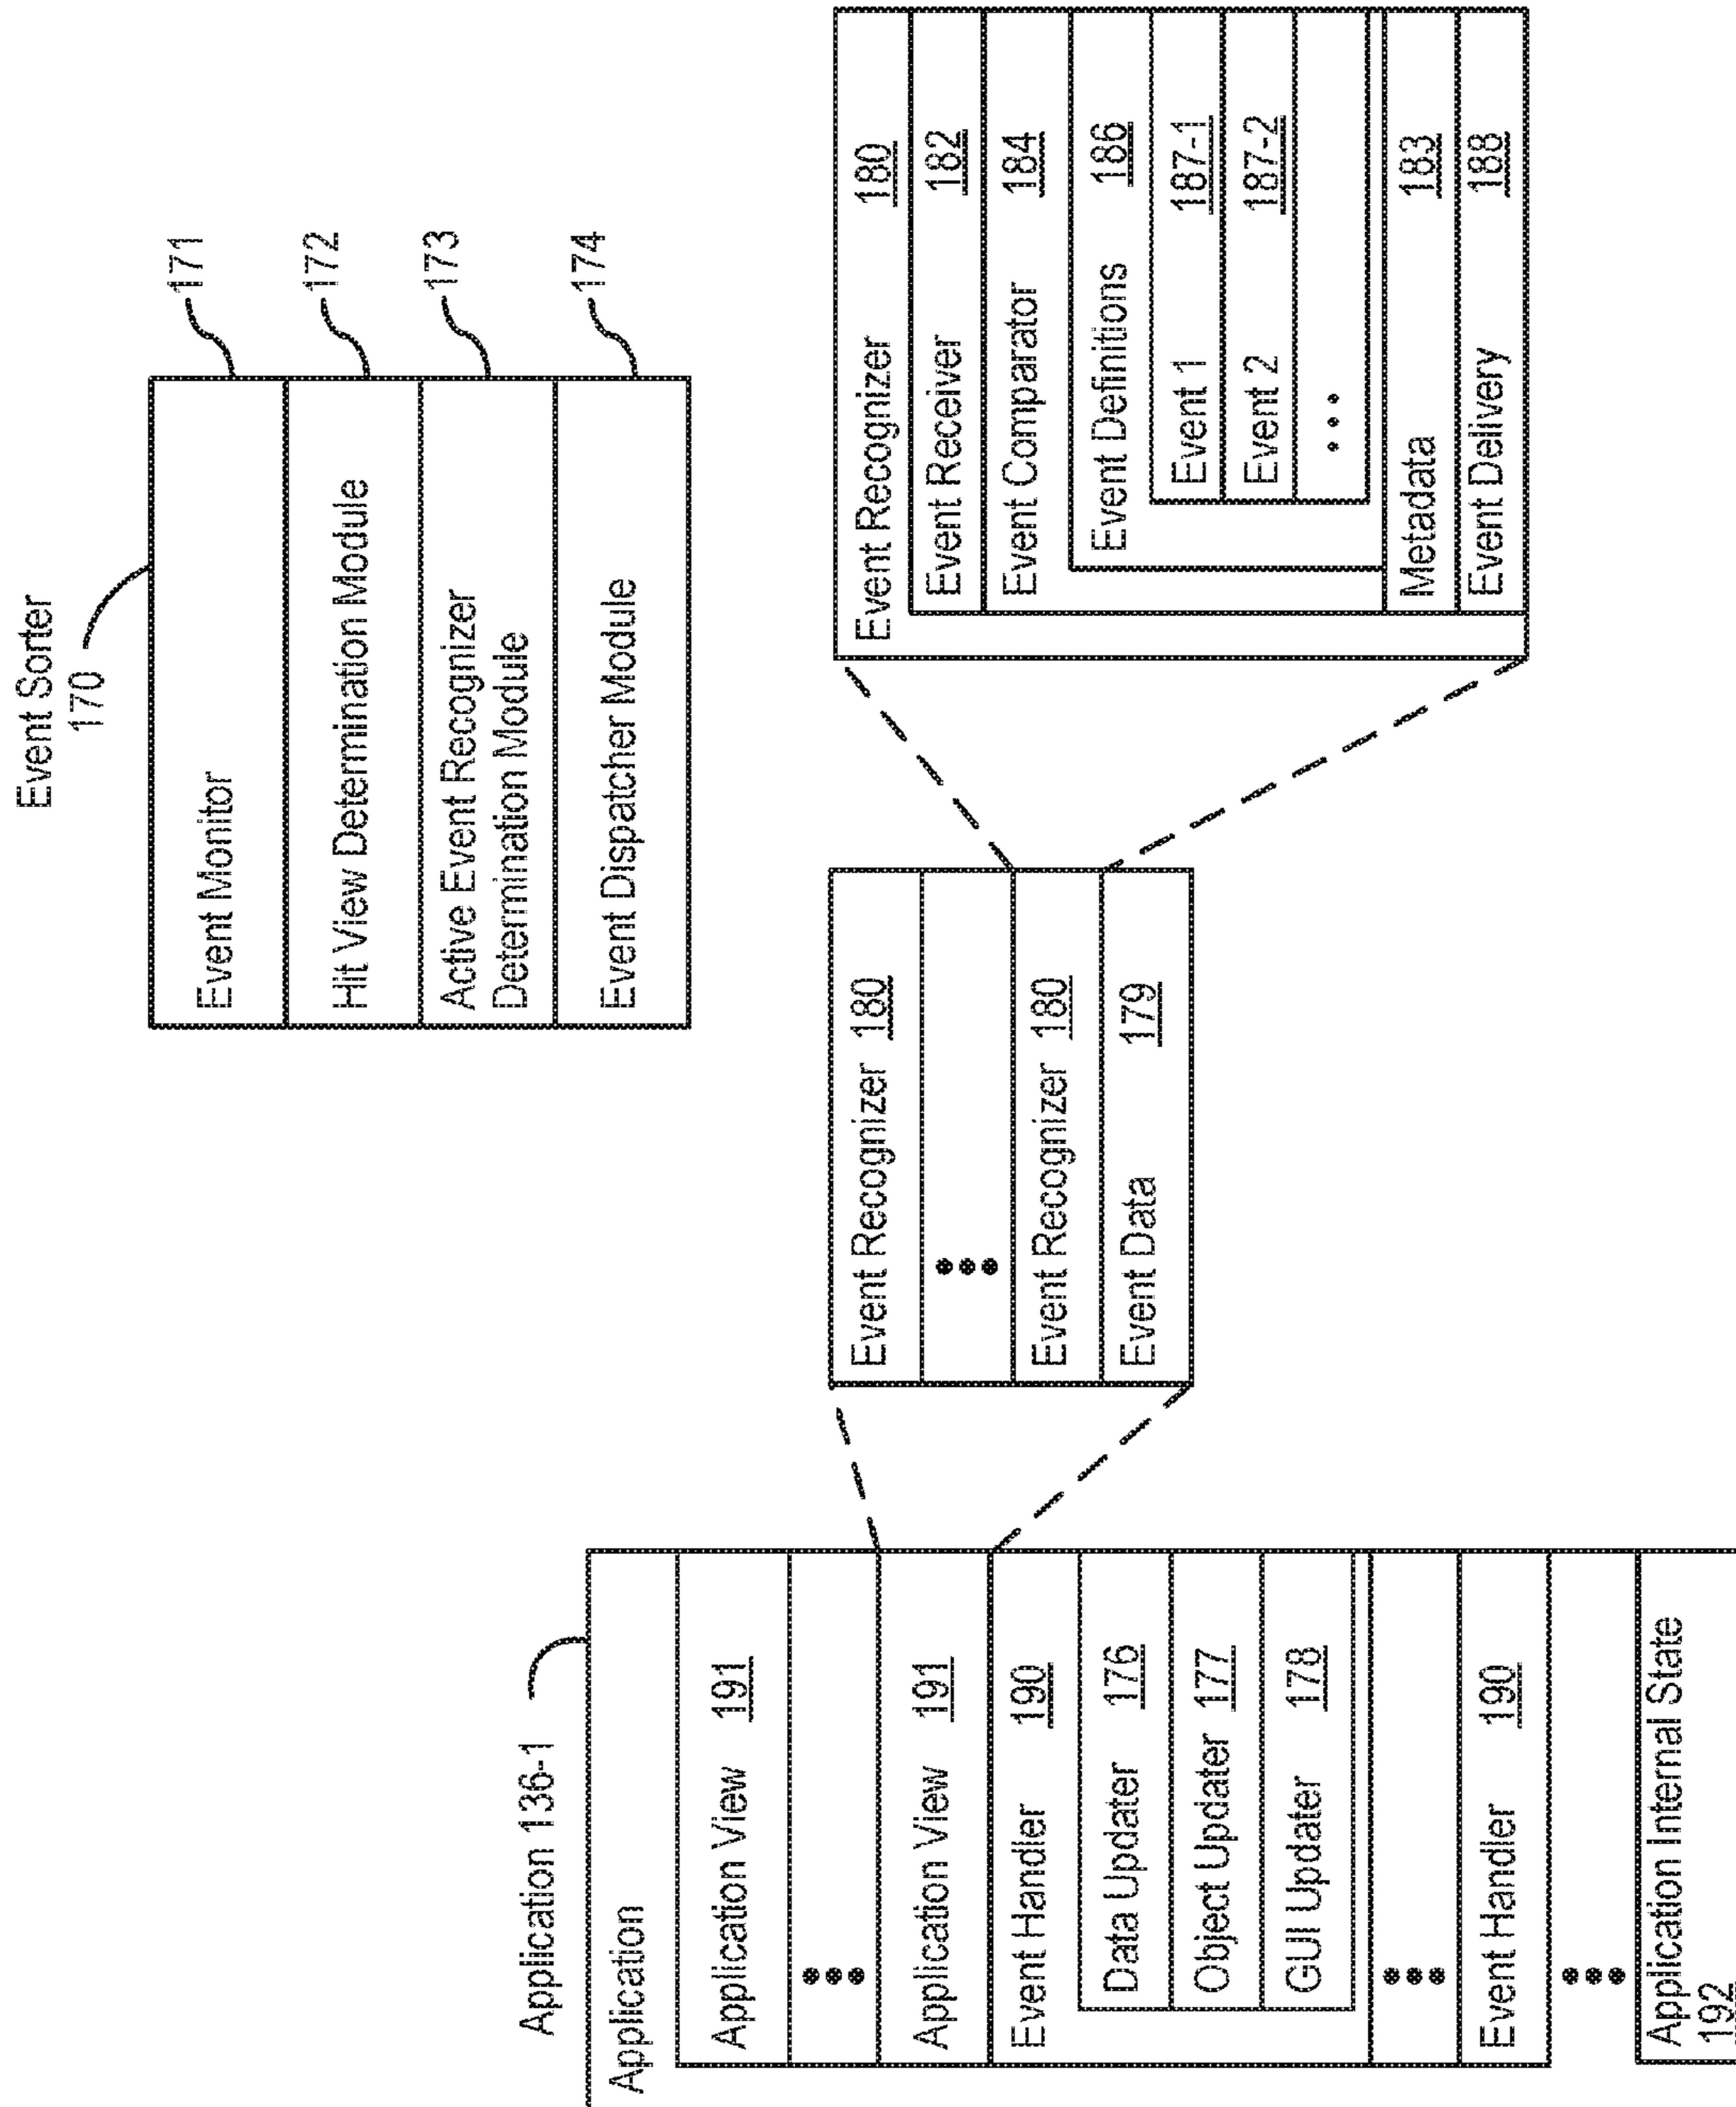 Event Sorter
170
Event Monitor
171
Hit View Determination Module
172
Active Event Recognizer
Determination Module
173
Event Dispatcher Module
174
Application 136-1
Application
Application View 191
Application View 191
Event Handler 190
Data Updater 176
Object Updater 177
GUI Updater 178
Event Handler 190
Application Internal State
192
Event Recognizer 180
Event Recognizer 180
Event Data 179
Event Recognizer 180
Event Receiver 182
Event Comparator 184
Event Definitions 186
Event 1 187-1
Event 2 187-2
Metadata 183
Event Delivery 188